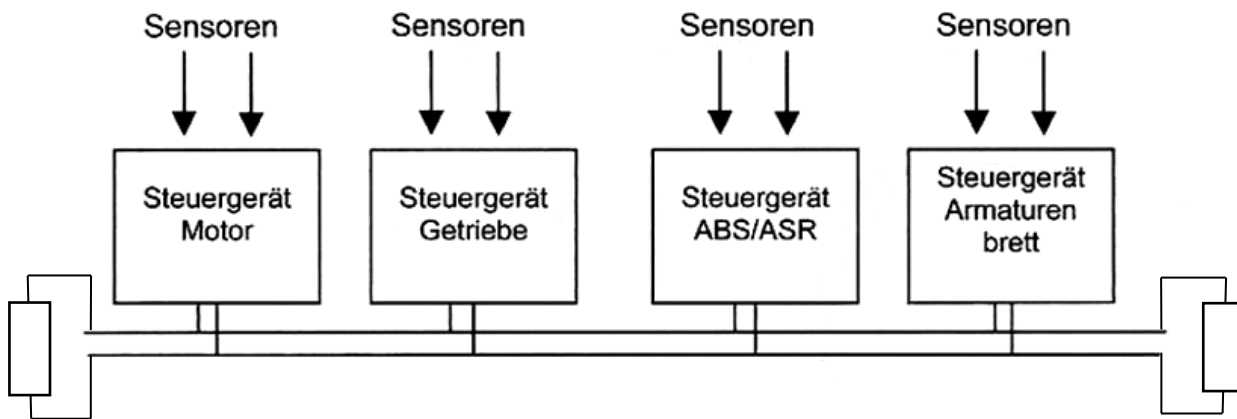 Sensoren
Sensoren
Sensoren
Sensoren
Steuergerät
Motor
Steuergerät
Getriebe
Steuergerät
ABS/ASR
Steuergerät
Armaturen
brett